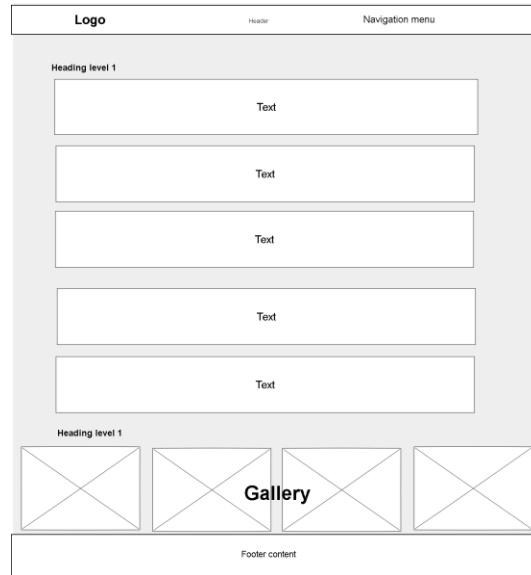 Logo Header Navigation menu
Heading level 1
Text
Text
Text
Text
Text
Heading level 1
Gallery
Footer content